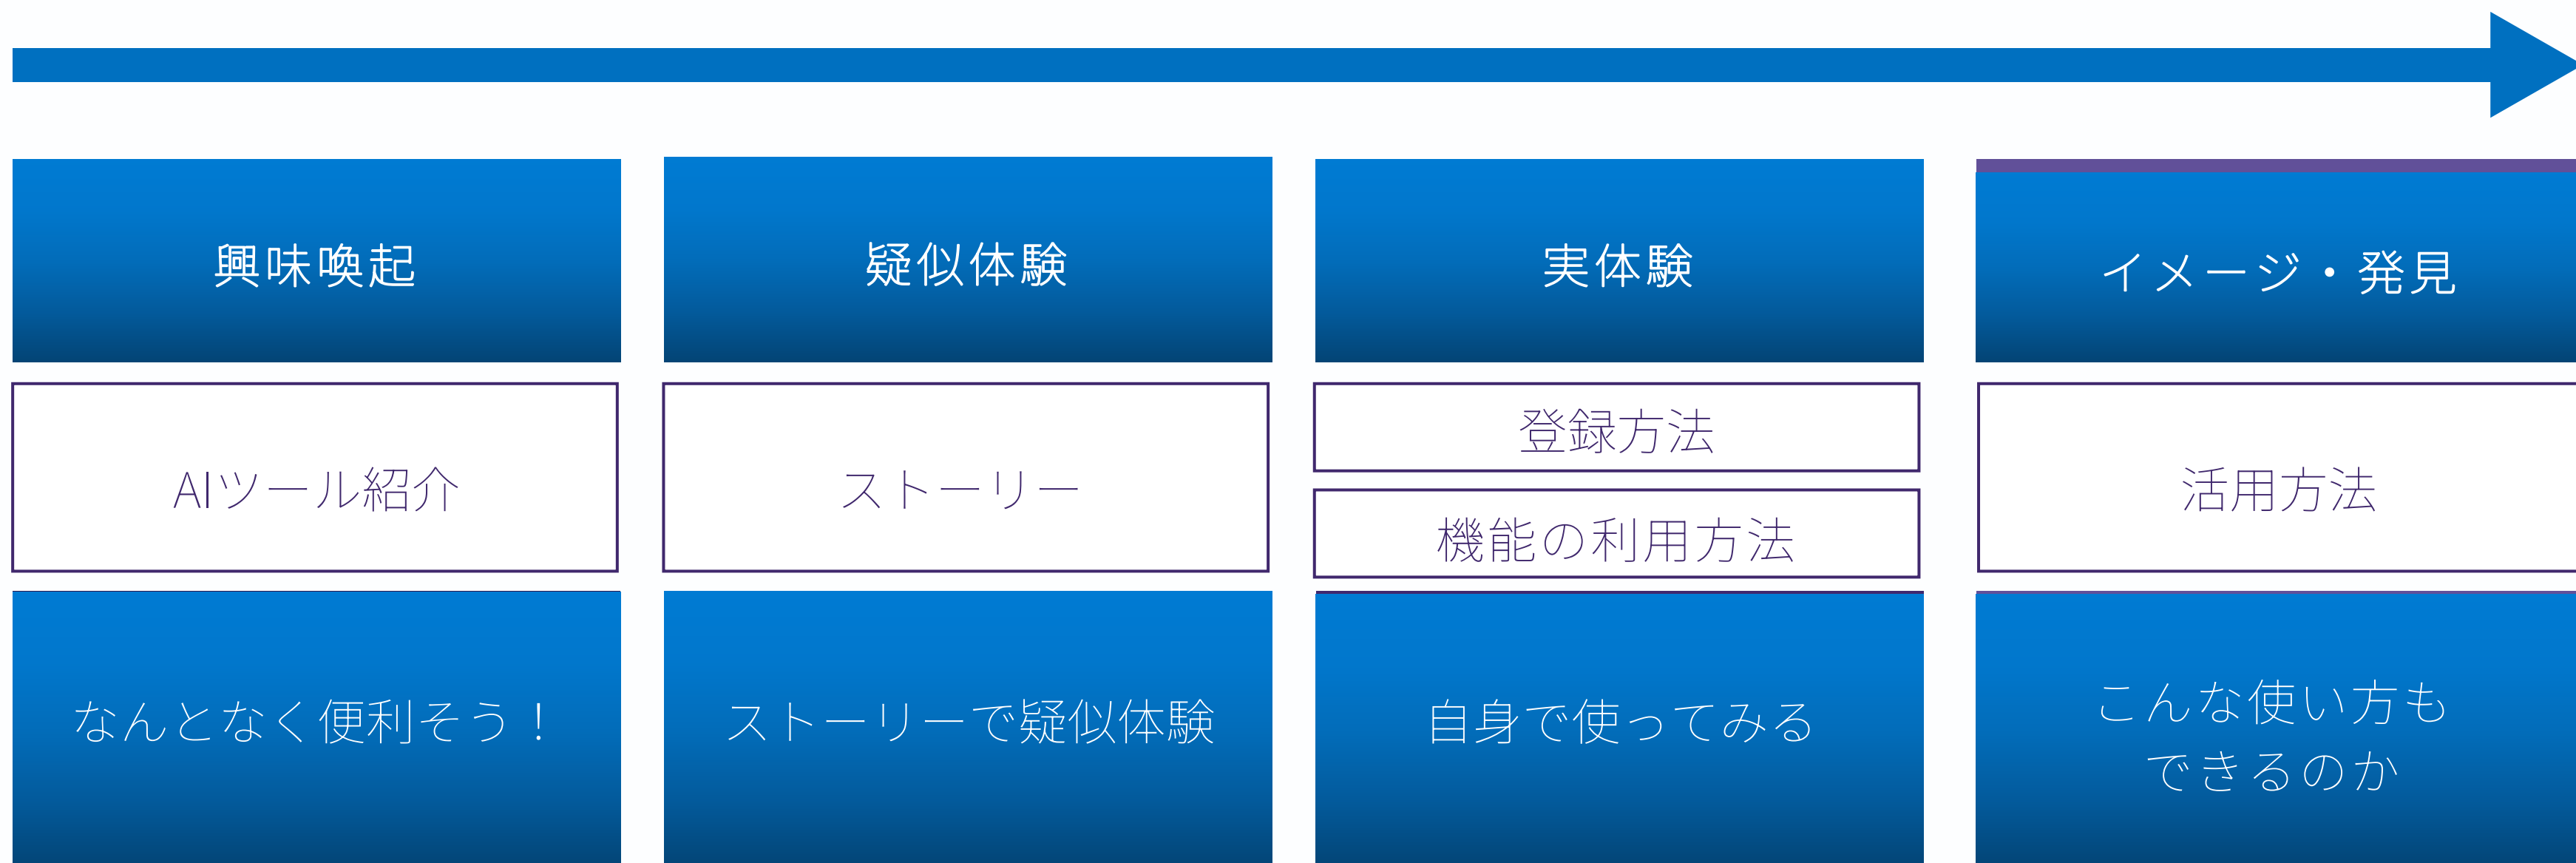 興味喚起
疑似体験
実体験
イメージ・発見
AIツール紹介
ストーリー
登録方法
機能の利用方法
活用方法
なんとなく便利そう！
ストーリーで疑似体験
自身で使ってみる
こんな使い方も
できるのか